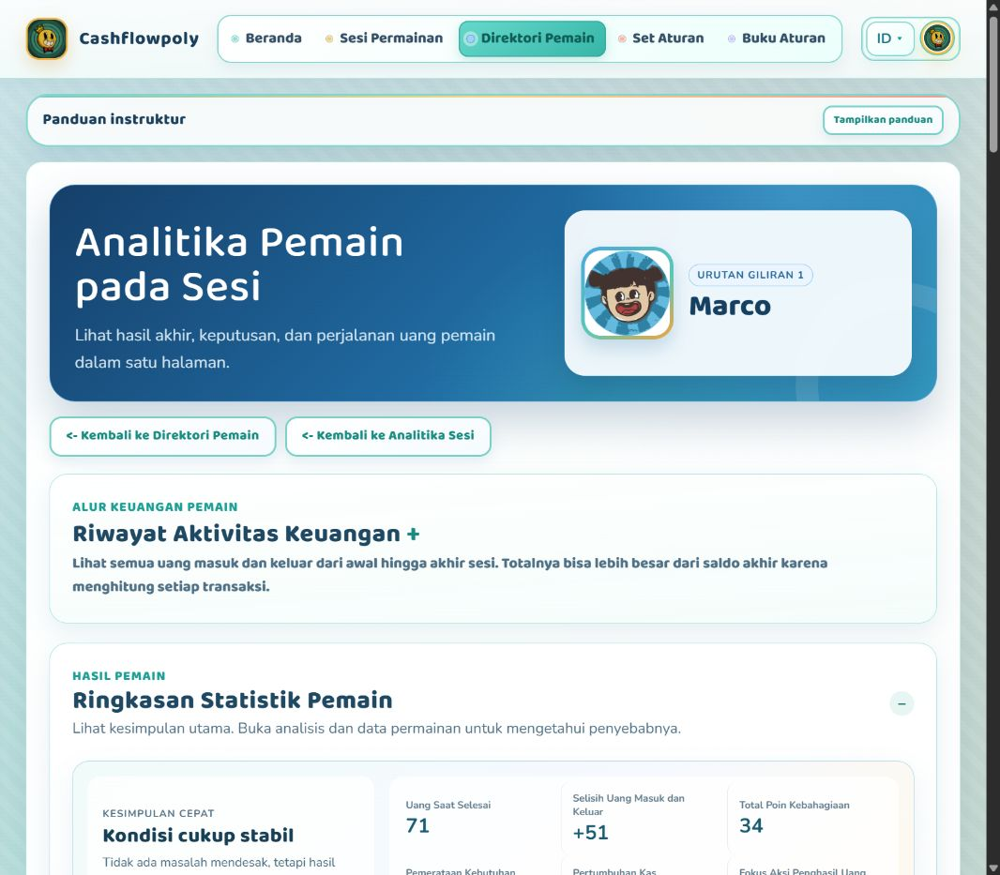 Cashflowpoly
Beranda
Sesi Permainan
Direktori Pemain
Set Aturan
Buku Aturan
ID
Panduan instruktur
Tampilkan panduan
Analitika Pemain
pada Sesi
Lihat hasil akhir, keputusan, dan perjalanan uang pemain
dalam satu halaman.
URUTAN GILIRAN 1
Marco
<- Kembali ke Direktori Pemain
<- Kembali ke Analitika Sesi
ALUR KEUANGAN PEMAIN
Riwayat Aktivitas Keuangan +
Lihat semua uang masuk dan keluar dari awal hingga akhir sesi. Totalnya bisa lebih besar dari saldo akhir karena
menghitung setiap transaksi.
HASIL PEMAIN
Ringkasan Statistik Pemain
−
Lihat kesimpulan utama. Buka analisis dan data permainan untuk mengetahui penyebabnya.
KESIMPULAN CEPAT
Kondisi cukup stabil
Tidak ada masalah mendesak, tetapi hasil
Uang Saat Selesai
71
Selisih Uang Masuk dan
Keluar
+51
Total Poin Kebahagiaan
34
Pemerataan Kebutuhan
Pertumbuhan Kas
Fokus Aksi Penghasil Uang